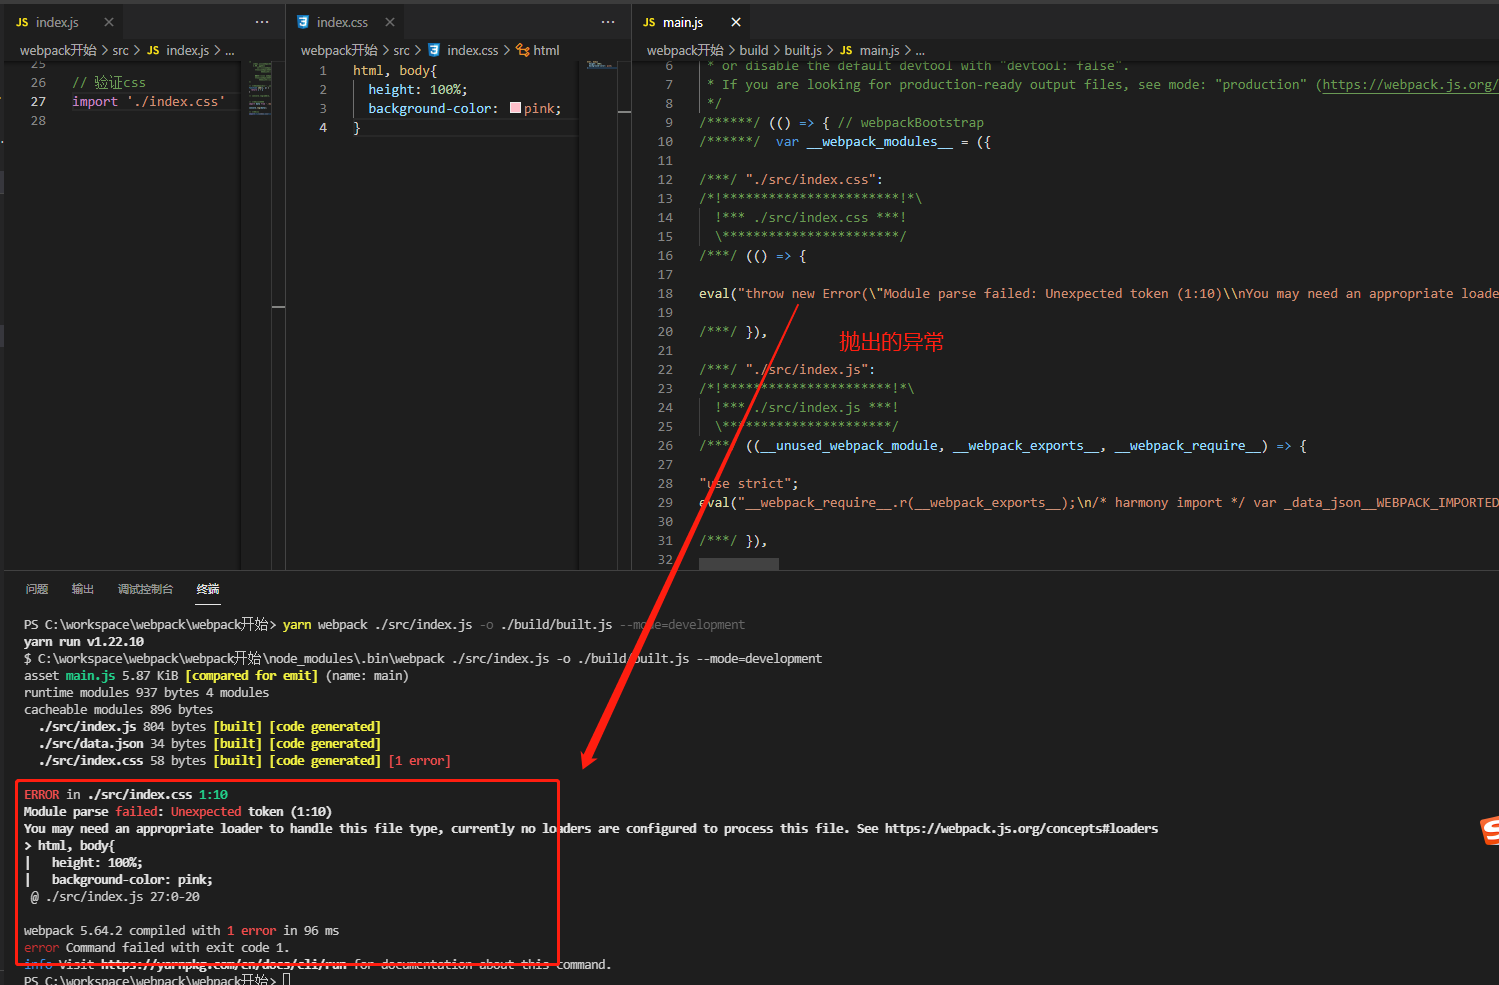 JS index.js ×
webpack开始 > src > JS index.js > ...
25
26 // 验证css
27 import './index.css'
28
index.css ×
webpack开始 > src > index.css > html
1 html, body{
2 height: 100%;
3 background-color: pink;
4 }
JS main.js ×
webpack开始 > build > built.js > JS main.js > ...
6 * or disable the default devtool with "devtool: false".
7 * If you are looking for production-ready output files, see mode: "production" (https://webpack.js.org/
8 */
9 /******/ (() => { // webpackBootstrap
10 /******/ var __webpack_modules__ = ({
11
12 /***/ "./src/index.css":
13 /*!***********************!*\
14 !*** ./src/index.css ***!
15 \***********************/
16 /***/ (() => {
17
18 eval("throw new Error(\"Module parse failed: Unexpected token (1:10)\\nYou may need an appropriate loade
19
20 /***/ }),
抛出的异常
21
22 /***/ "./src/index.js":
23 /*!**********************!*\
24 !*** ./src/index.js ***!
25 \**********************/
26 /***/ ((__unused_webpack_module, __webpack_exports__, __webpack_require__) => {
27
28 "use strict";
29 eval("__webpack_require__.r(__webpack_exports__);\n/* harmony import */ var _data_json__WEBPACK_IMPORTED
30
31 /***/ }),
32
问题 输出 调试控制台 终端
PS C:\workspace\webpack\webpack开始> yarn webpack ./src/index.js -o ./build/built.js --mode=development
yarn run v1.22.10
$ C:\workspace\webpack\webpack开始\node_modules\.bin\webpack ./src/index.js -o ./build/built.js --mode=development
asset main.js 5.87 KiB [compared for emit] (name: main)
runtime modules 937 bytes 4 modules
cacheable modules 896 bytes
./src/index.js 804 bytes [built] [code generated]
./src/data.json 34 bytes [built] [code generated]
./src/index.css 58 bytes [built] [code generated] [1 error]
ERROR in ./src/index.css 1:10
Module parse failed: Unexpected token (1:10)
You may need an appropriate loader to handle this file type, currently no loaders are configured to process this file. See https://webpack.js.org/concepts#loaders
> html, body{
| height: 100%;
| background-color: pink;
@ ./src/index.js 27:0-20
webpack 5.64.2 compiled with 1 error in 96 ms
error Command failed with exit code 1.
info Visit https://yarnpkg.com/en/docs/cli/run for documentation about this command.
PS C:\workspace\webpack\webpack开始>